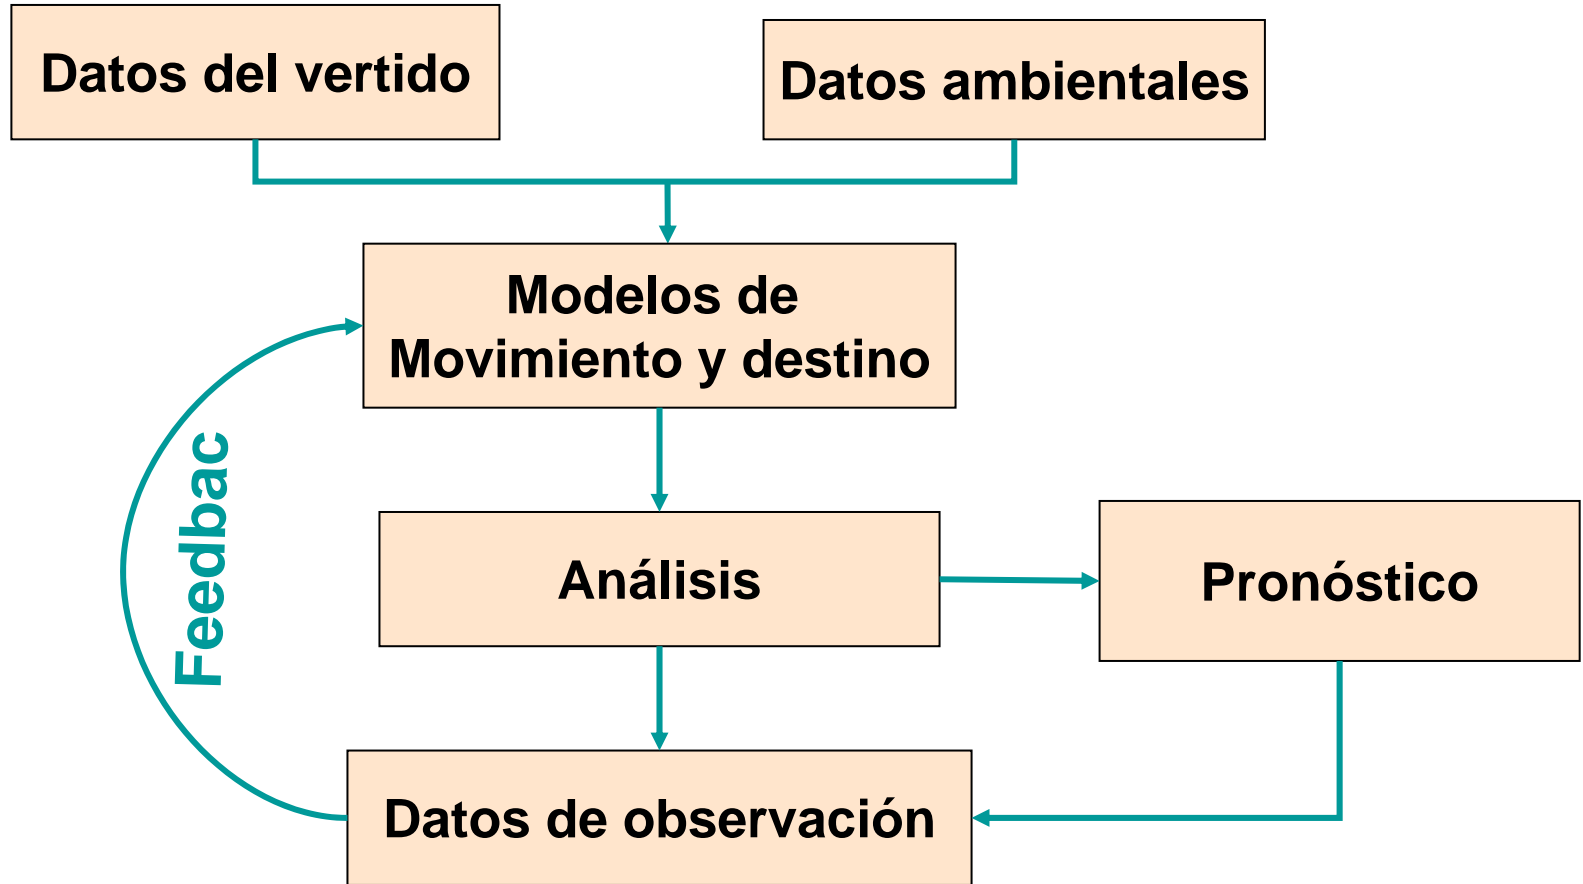 Datos del vertido
Datos ambientales
Modelos de
Movimiento y destino
Feedbac
Análisis
Pronóstico
Datos de observación